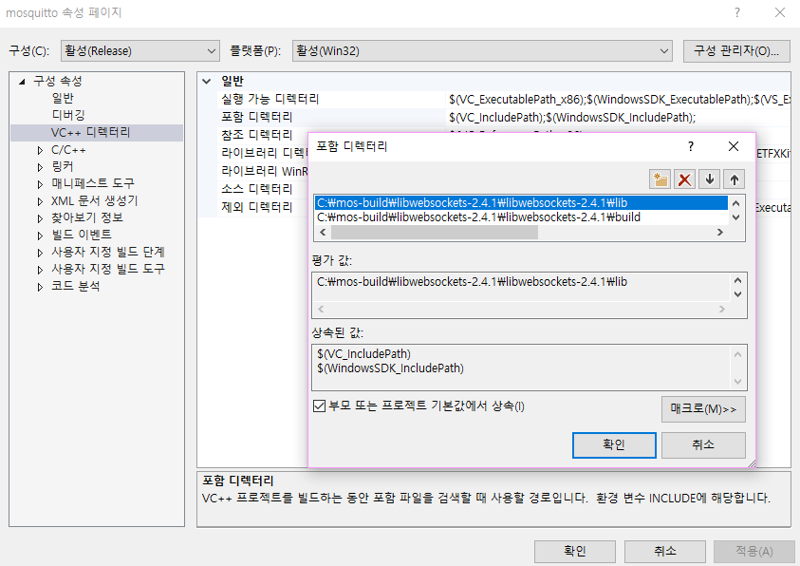 mosquitto 속성 페이지
구성(C): 활성(Release) 플랫폼(P): 활성(Win32) 구성 관리자(O)...
구성 속성
일반
디버깅
VC++ 디렉터리
C/C++
링커
매니페스트 도구
XML 문서 생성기
찾아보기 정보
빌드 이벤트
사용자 지정 빌드 단계
사용자 지정 빌드 도구
코드 분석
일반
실행 가능 디렉터리 $(VC_ExecutablePath_x86);$(WindowsSDK_ExecutablePath);$(VS_E
포함 디렉터리 $(VC_IncludePath);$(WindowsSDK_IncludePath);
참조 디렉터리
라이브러리 디렉터 ETFXKi
라이브러리 WinR
소스 디렉터리
제외 디렉터리 Executa
포함 디렉터리
C:₩mos-build₩libwebsockets-2.4.1₩libwebsockets-2.4.1₩lib
C:₩mos-build₩libwebsockets-2.4.1₩libwebsockets-2.4.1₩build
평가 값:
C:₩mos-build₩libwebsockets-2.4.1₩libwebsockets-2.4.1₩lib
상속된 값:
$(VC_IncludePath)
$(WindowsSDK_IncludePath)
부모 또는 프로젝트 기본값에서 상속(I)
매크로(M)>>
확인 취소
포함 디렉터리
VC++ 프로젝트를 빌드하는 동안 포함 파일을 검색할 때 사용할 경로입니다. 환경 변수 INCLUDE에 해당합니다.
확인 취소 적용(A)